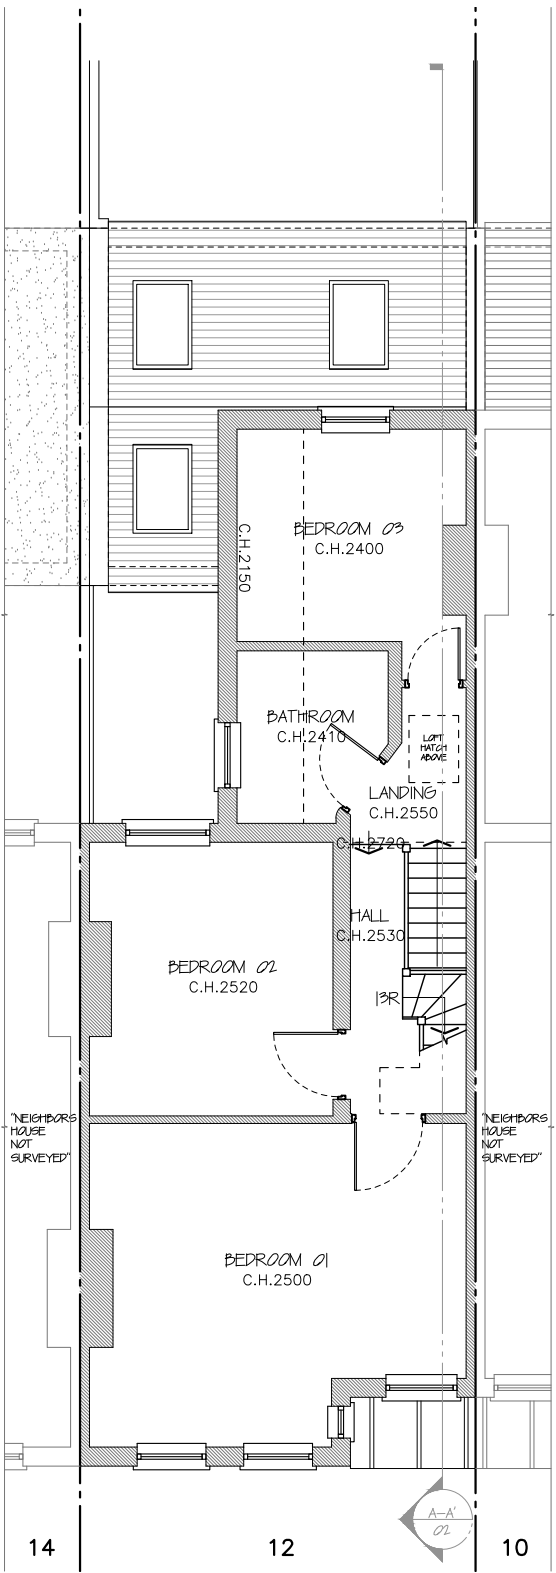 BEDROOM 03
C.H.2400
C.H.2150
BATHROOM
C.H.2410
LOFT
HATCH
ABOVE
LANDING
C.H.2550
C.H.2720
HALL
C.H.2530
BEDROOM 02
C.H.2520
13R
"NEIGHBORS
HOUSE
NOT
SURVEYED"
"NEIGHBORS
HOUSE
NOT
SURVEYED"
BEDROOM 01
C.H.2500
A-A'
02
14
12
10